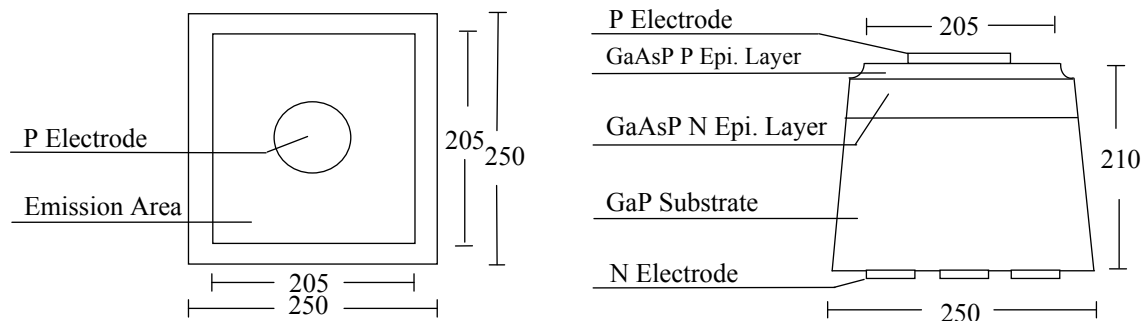 P Electrode
Emission Area
205
250
205
250
P Electrode
GaAsP P Epi. Layer
GaAsP N Epi. Layer
GaP Substrate
N Electrode
205
210
250